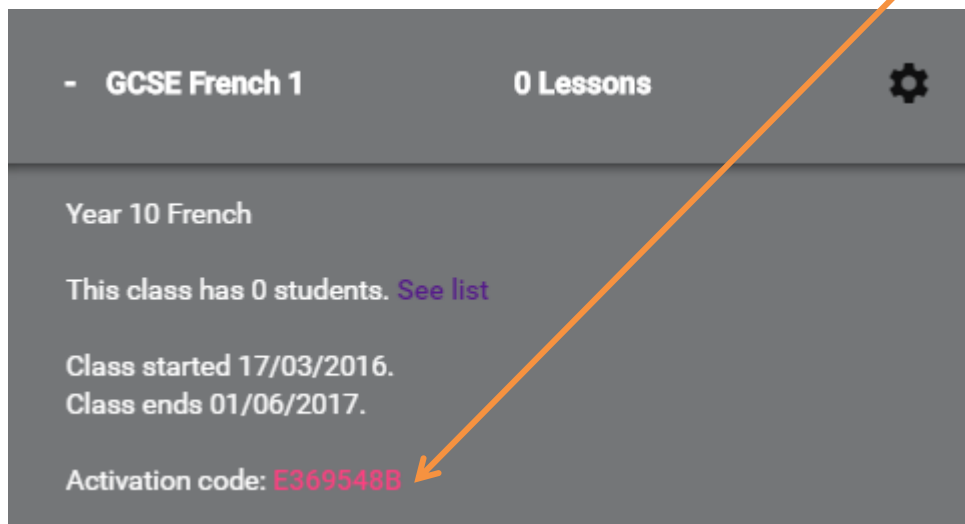 - GCSE French 1 0 Lessons
Year 10 French
This class has 0 students. See list
Class started 17/03/2016.
Class ends 01/06/2017.
Activation code: E369548B